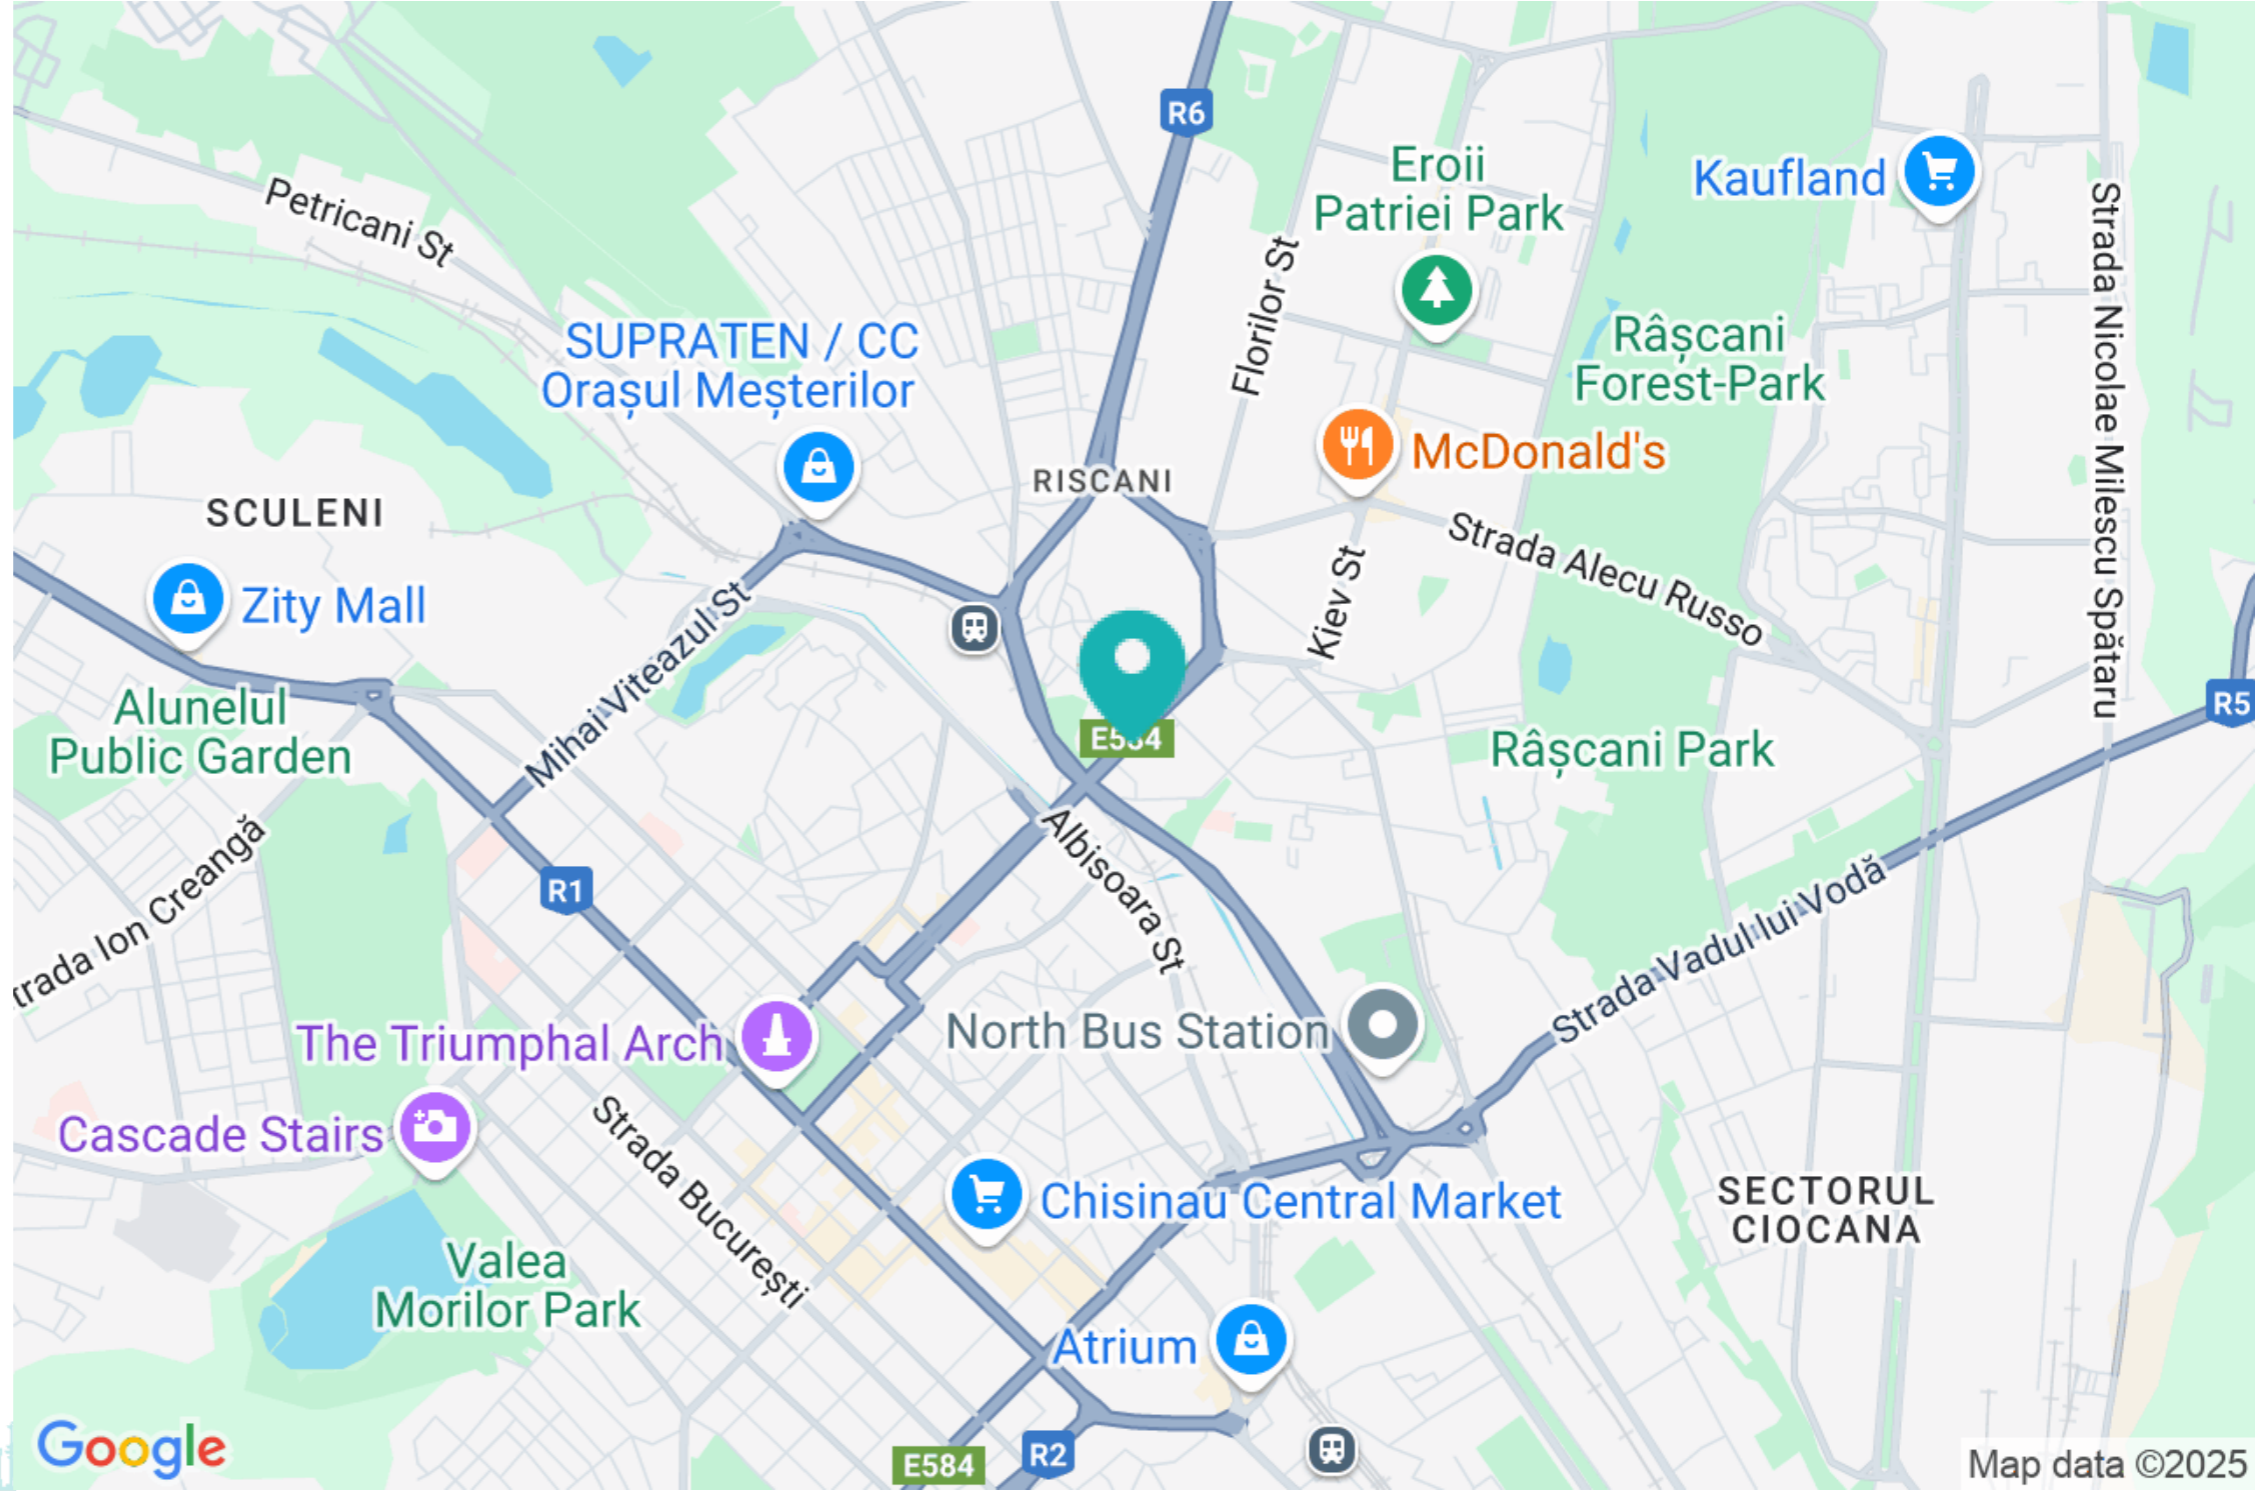 R6
Eroii
Patriei Park
Kaufland
Petricani St
Strada Nicolae Milescu Spătaru
Florilor St
SUPRATEN / CC
Orașul Meșterilor
Râșcani
Forest-Park
McDonald's
RISCANI
SCULENI
Strada Alecu Russo
Zity Mall
Kiev St
Mihai Viteazul St
R5
Alunelul
Public Garden
Râșcani Park
Albisoara St
R1
Strada Ion Creangă
Strada Vadul lui Vodă
North Bus Station
The Triumphal Arch
Cascade Stairs
Strada București
Chisinau Central Market
SECTORUL
CIOCANA
Valea
Morilor Park
Atrium
Google
E584
R2
Map data ©2025